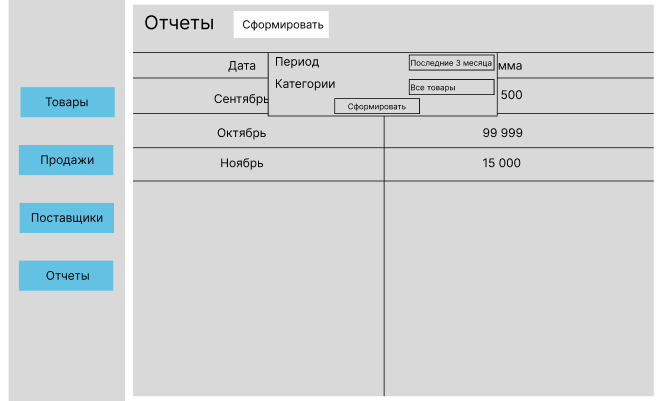 Отчеты Сформировать
Период Последние 3 месяца
Дата мма
Категории Все товары
Сентябрь 500
Сформировать
Октябрь 99 999
Ноябрь 15 000
Товары
Продажи
Поставщики
Отчеты